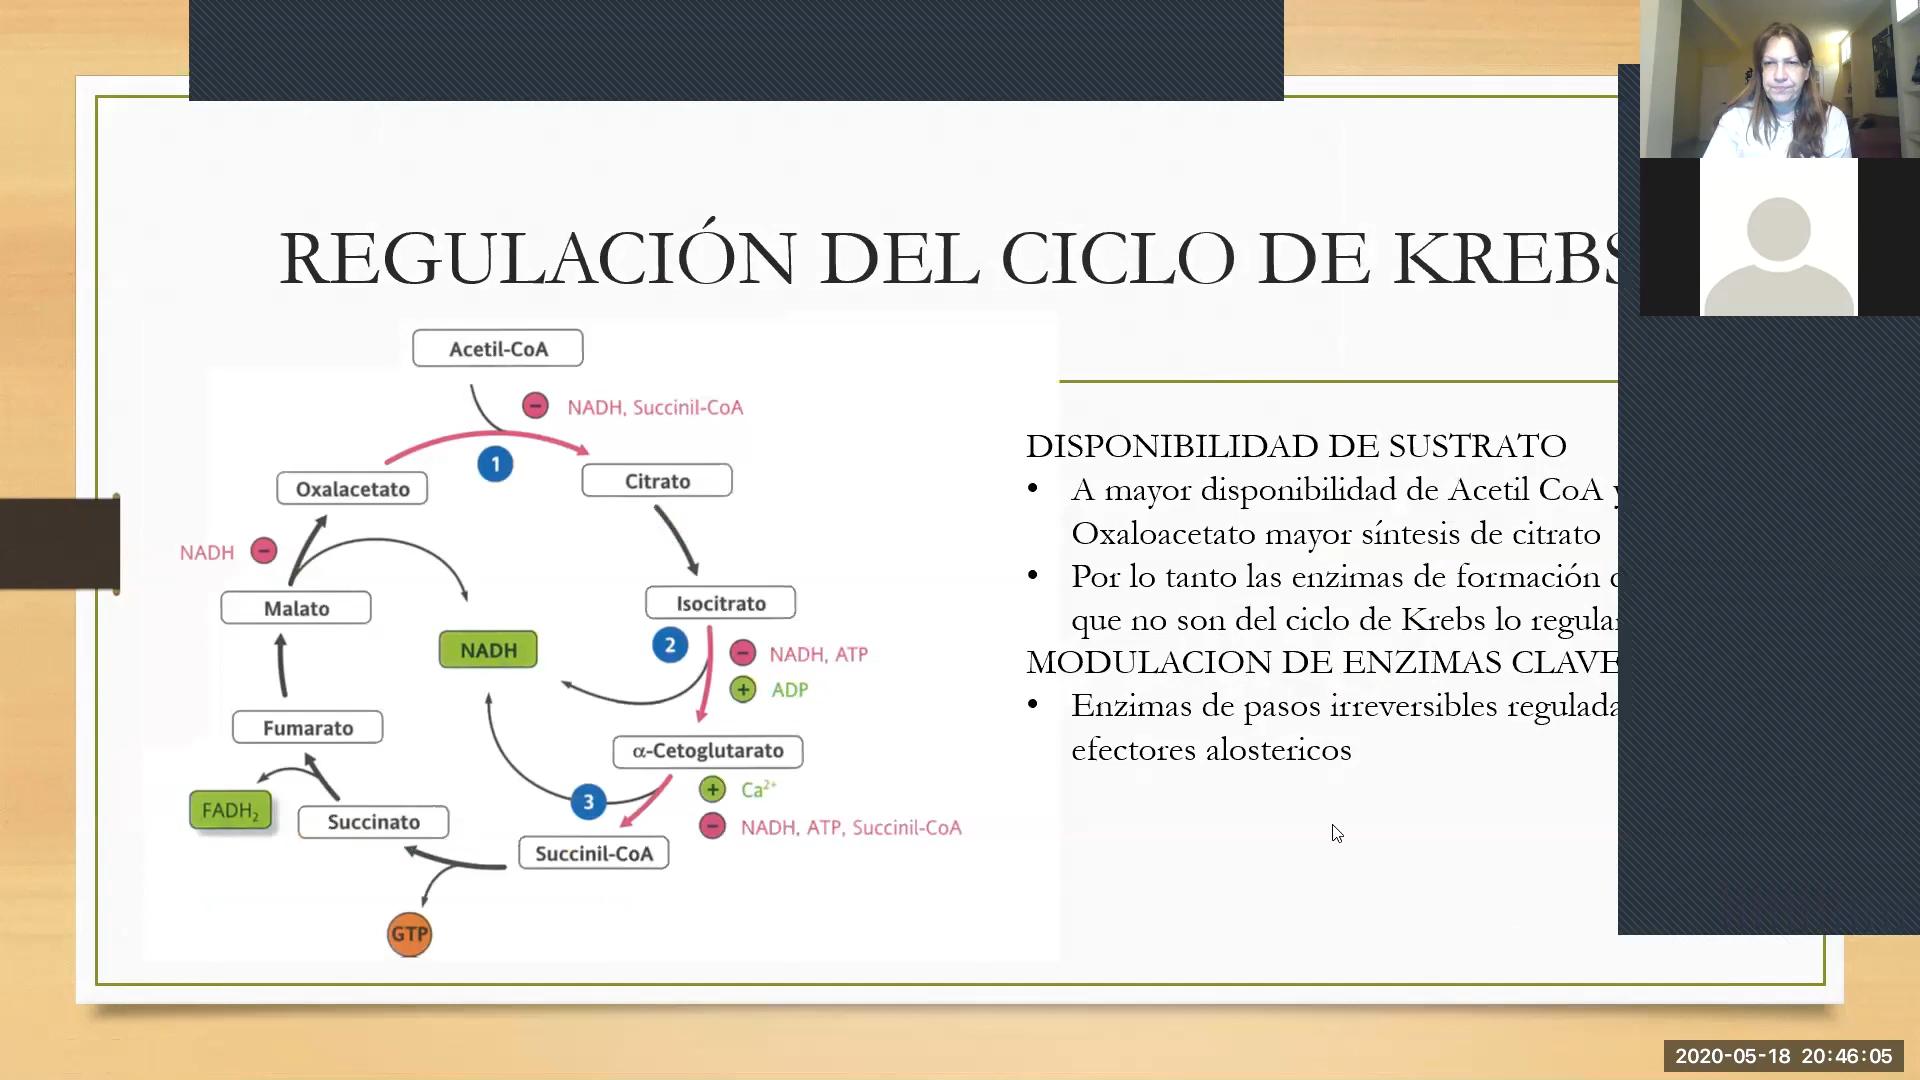 REGULACIÓN DEL CICLO DE KREBS
Acetil-CoA
NADH, Succinil-CoA
1
Oxalacetato
Citrato
NADH
Malato
Isocitrato
NADH
2
NADH, ATP
ADP
Fumarato
α-Cetoglutarato
FADH₂
Succinato
3
Ca²⁺
NADH, ATP, Succinil-CoA
Succinil-CoA
GTP
DISPONIBILIDAD DE SUSTRATO
• A mayor disponibilidad de Acetil CoA y
Oxaloacetato mayor síntesis de citrato
• Por lo tanto las enzimas de formación
que no son del ciclo de Krebs lo
MODULACION DE ENZIMAS CLAVE
• Enzimas de pasos irreversibles
efectores alostericos
2020-05-18 20:46:05